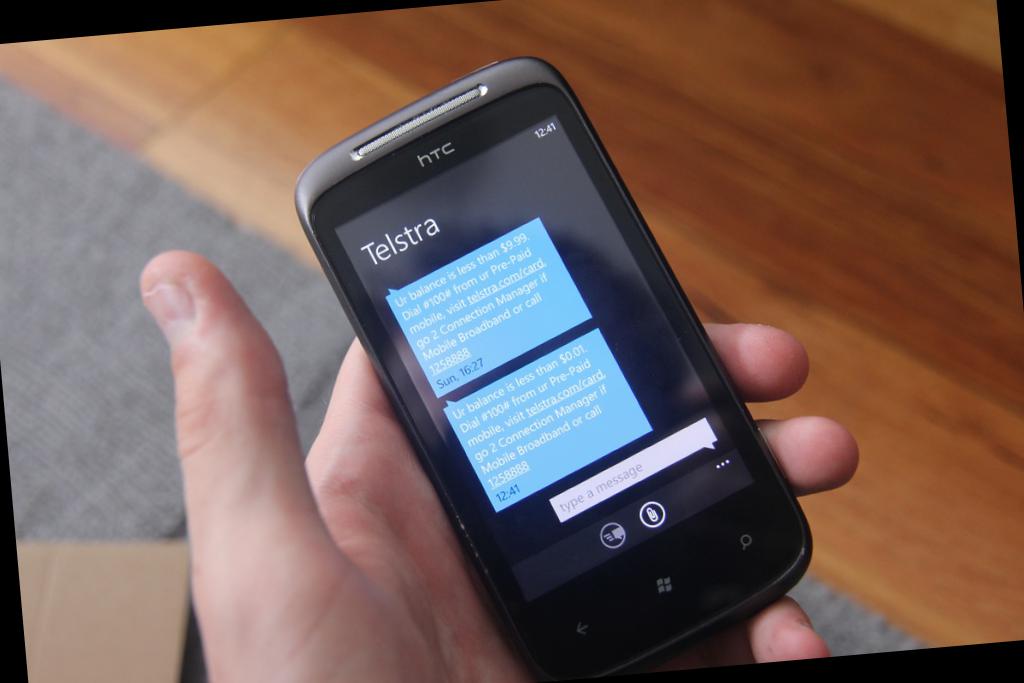 hTC
12:41
Telstra
Ur balance is less than $9.99.
Dial #100# from ur Pre-Paid
mobile, visit telstra.com/card,
go 2 Connection Manager if
Mobile Broadband or call
1258888
Sun, 16:27
Ur balance is less than $0.01.
Dial #100# from ur Pre-Paid
mobile, visit telstra.com/card,
go 2 Connection Manager if
Mobile Broadband or call
1258888
12:41
type a message